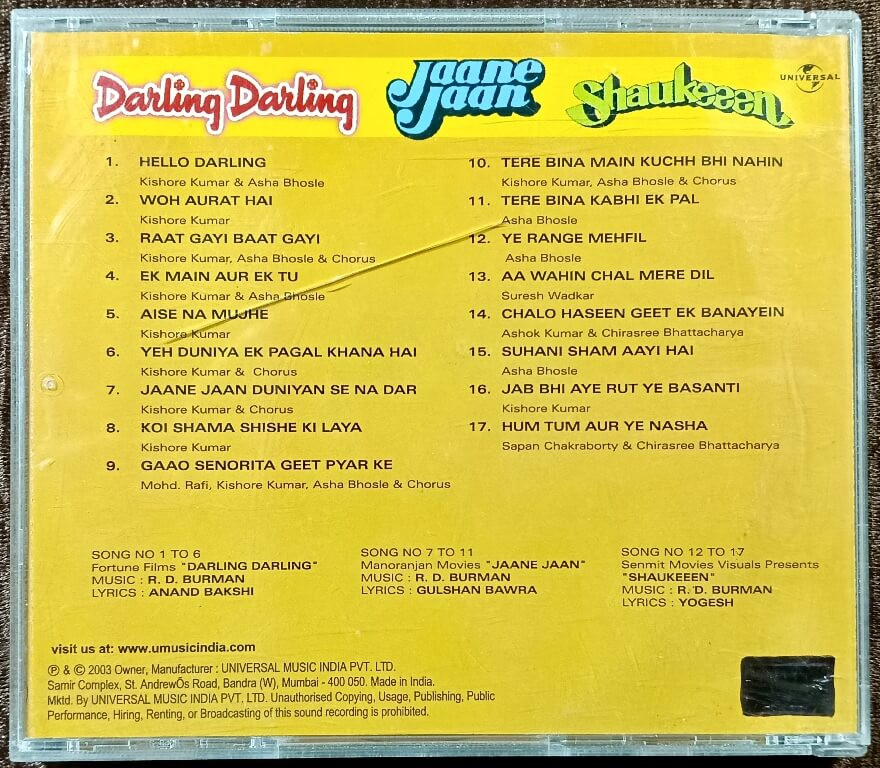 Darling Darling
Jaane Jaan
Shaukeeen
UNIVERSAL
1. HELLO DARLING
Kishore Kumar & Asha Bhosle
2. WOH AURAT HAI
Kishore Kumar
3. RAAT GAYI BAAT GAYI
Kishore Kumar, Asha Bhosle & Chorus
4. EK MAIN AUR EK TU
Kishore Kumar & Asha Bhosle
5. AISE NA MUJHE
Kishore Kumar
6. YEH DUNIYA EK PAGAL KHANA HAI
Kishore Kumar & Chorus
7. JAANE JAAN DUNIYAN SE NA DAR
Kishore Kumar & Chorus
8. KOI SHAMA SHISHE KI LAYA
Kishore Kumar
9. GAAO SENORITA GEET PYAR KE
Mohd. Rafi, Kishore Kumar, Asha Bhosle & Chorus
10. TERE BINA MAIN KUCHH BHI NAHIN
Kishore Kumar, Asha Bhosle & Chorus
11. TERE BINA KABHI EK PAL
Asha Bhosle
12. YE RANGE MEHFIL
Asha Bhosle
13. AA WAHIN CHAL MERE DIL
Suresh Wadkar
14. CHALO HASEEN GEET EK BANAYEIN
Ashok Kumar & Chirasree Bhattacharya
15. SUHANI SHAM AAYI HAI
Asha Bhosle
16. JAB BHI AYE RUT YE BASANTI
Kishore Kumar
17. HUM TUM AUR YE NASHA
Sapan Chakraborty & Chirasree Bhattacharya
SONG NO 1 TO 6
Fortune Films "DARLING DARLING"
MUSIC : R. D. BURMAN
LYRICS : ANAND BAKSHI
SONG NO 7 TO 11
Manoranjan Movies "JAANE JAAN"
MUSIC : R. D. BURMAN
LYRICS : GULSHAN BAWRA
SONG NO 12 TO 17
Senmit Movies Visuals Presents
"SHAUKEEEN"
MUSIC : R. D. BURMAN
LYRICS : YOGESH
visit us at: www.umusicindia.com
℗ & © 2003 Owner, Manufacturer : UNIVERSAL MUSIC INDIA PVT. LTD.
Samir Complex, St. AndrewÕs Road, Bandra (W), Mumbai - 400 050. Made in India.
Mktd. By UNIVERSAL MUSIC INDIA PVT. LTD. Unauthorised Copying, Usage, Publishing, Public
Performance, Hiring, Renting, or Broadcasting of this sound recording is prohibited.